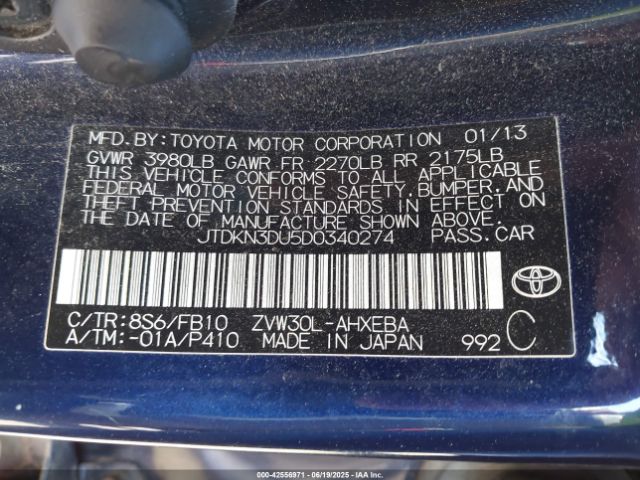 MFD.BY:TOYOTA MOTOR CORPORATION 01/13
GVWR 3980LB GAWR FR 2270LB RR 2175LB
THIS VEHICLE CONFORMS TO ALL APPLICABLE
FEDERAL MOTOR VEHICLE SAFETY,BUMPER,AND
THEFT PREVENTION STANDARDS IN EFFECT ON
THE DATE OF MANUFACTURE SHOWN ABOVE.
JTDKN3DU5D0340274 PASS.CAR
C/TR:8S6/FB10 ZVW30L-AHXEBA
A/TM:-01A/P410 MADE IN JAPAN 992 C
TOYOTA
000-42556971 | 06/19/2025 - IAAI.COM